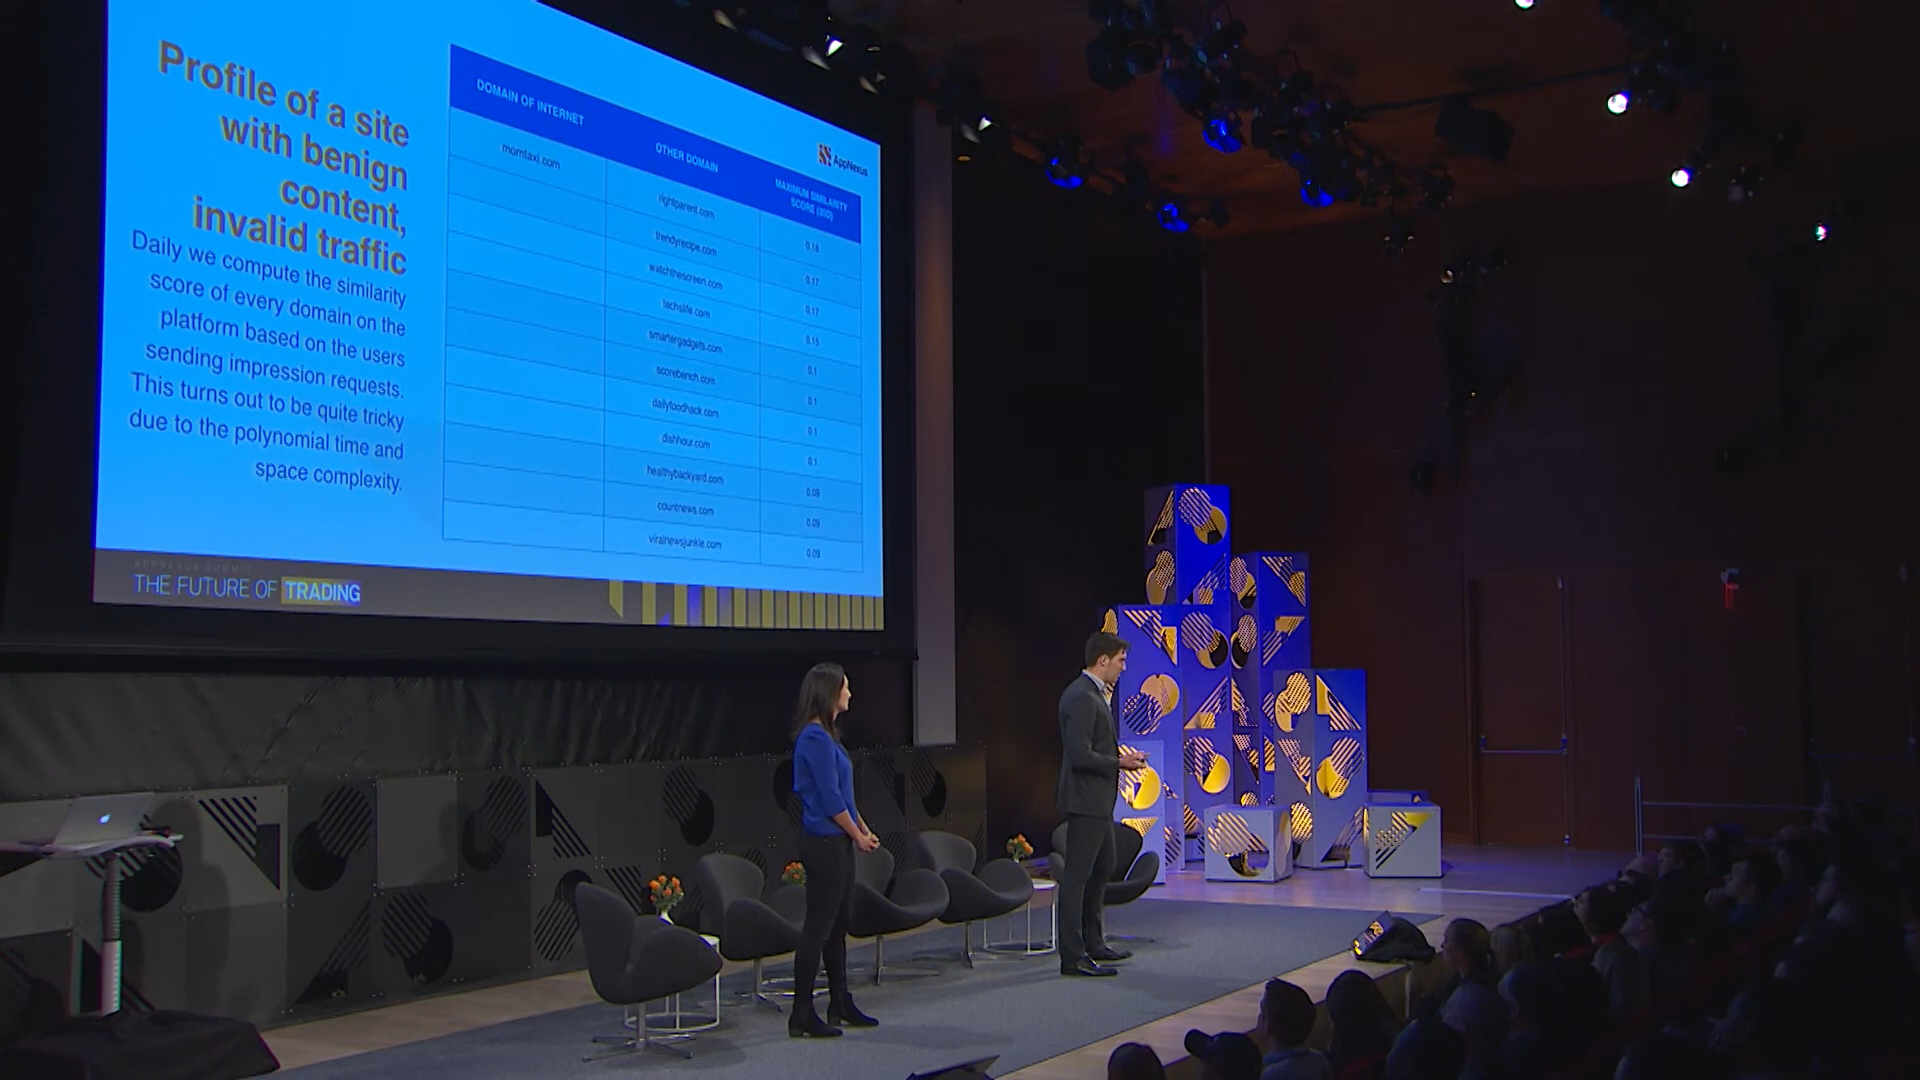 Profile of a site
with benign
content,
invalid traffic
Daily we compute the similarity
score of every domain on the
platform based on the users
sending impression requests.
This turns out to be quite tricky
due to the polynomial time and
space complexity.
AppNexus
DOMAIN OF INTERNET
OTHER DOMAIN
MAXIMUM SIMILARITY
SCORE (30D)
momtaxi.com
rightparent.com 0.18
trendyrecipe.com 0.17
watchthescreen.com 0.17
techslife.com 0.15
smartergadgets.com 0.1
scorebench.com 0.1
dailyfoodhack.com 0.1
dishhour.com 0.1
healthybackyard.com 0.09
countnews.com 0.09
viralnewsjunkie.com 0.09
APPNEXUS SUMMIT
THE FUTURE OF TRADING